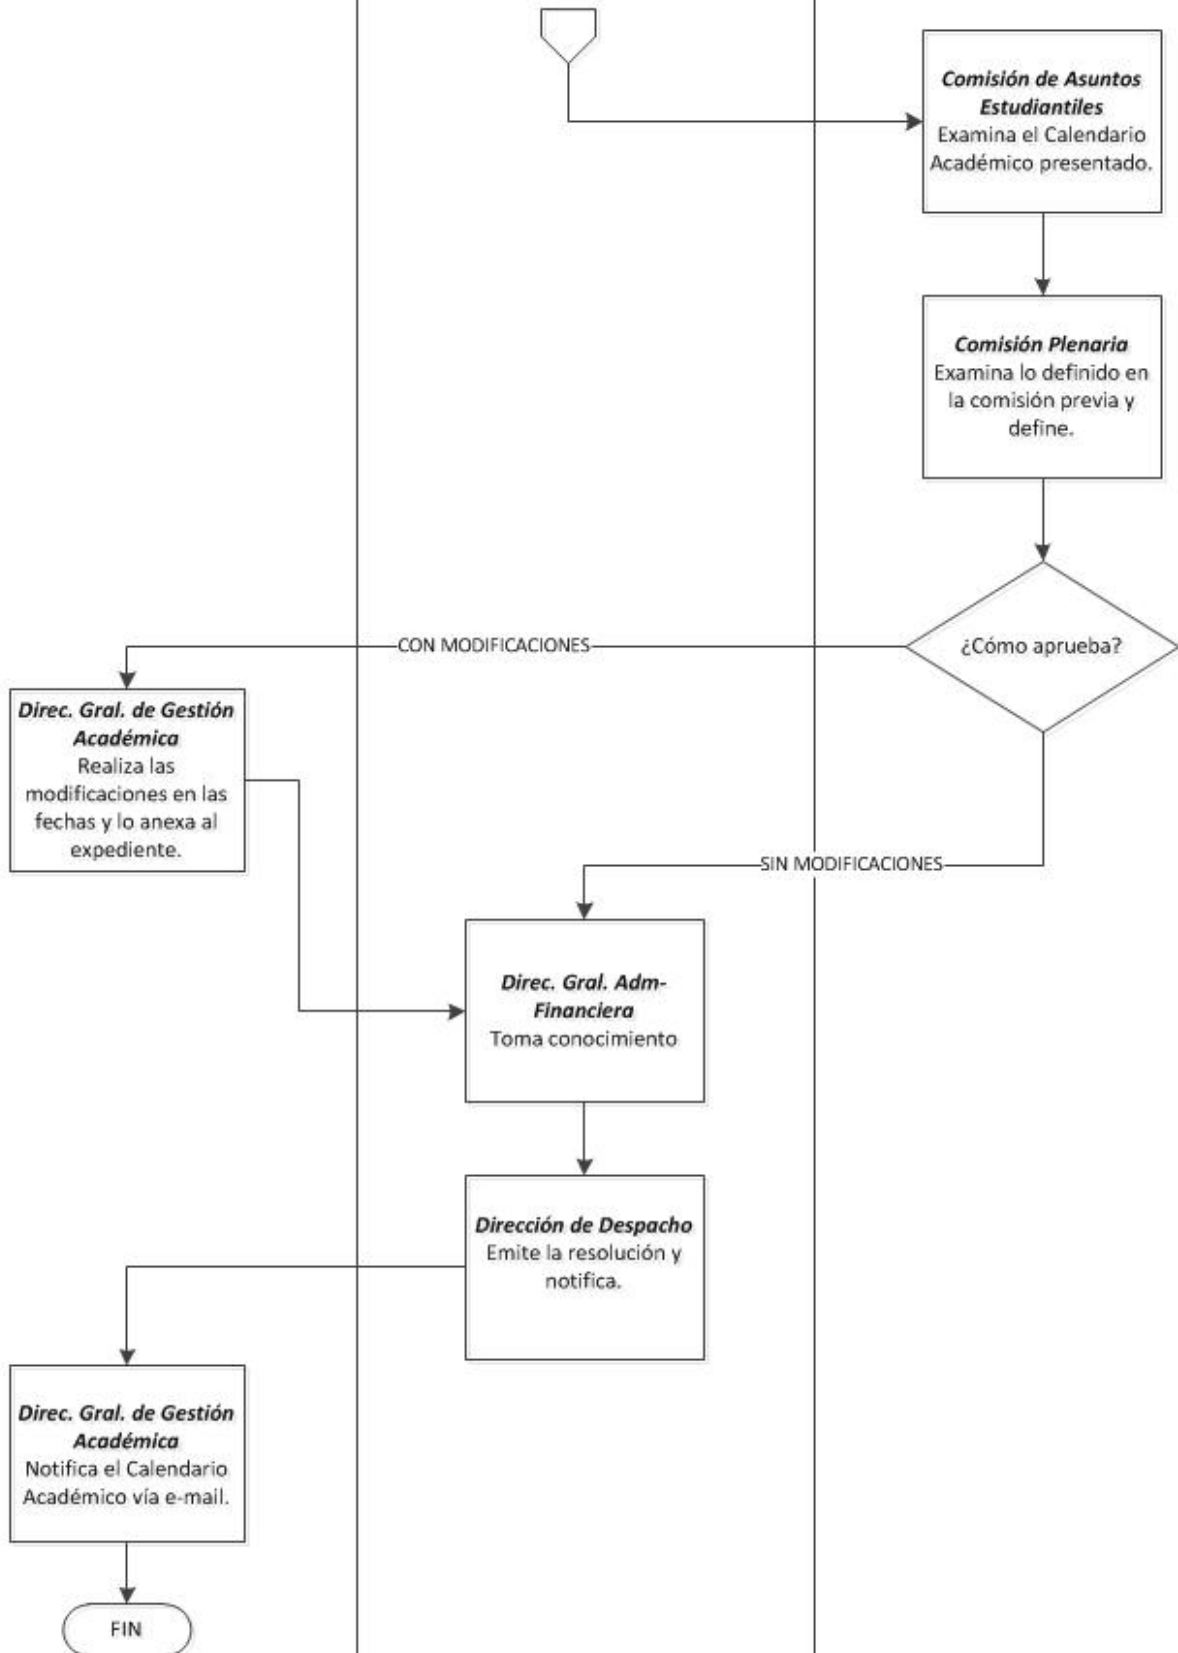 Comisión de Asuntos
Estudiantiles
Examina el Calendario
Académico presentado.
Comisión Plenaria
Examina lo definido en
la comisión previa y
define.
¿Cómo aprueba?
CON MODIFICACIONES
Direc. Gral. de Gestión
Académica
Realiza las
modificaciones en las
fechas y lo anexa al
expediente.
SIN MODIFICACIONES
Direc. Gral. Adm-
Financiera
Toma conocimiento
Dirección de Despacho
Emite la resolución y
notifica.
Direc. Gral. de Gestión
Académica
Notifica el Calendario
Académico vía e-mail.
FIN